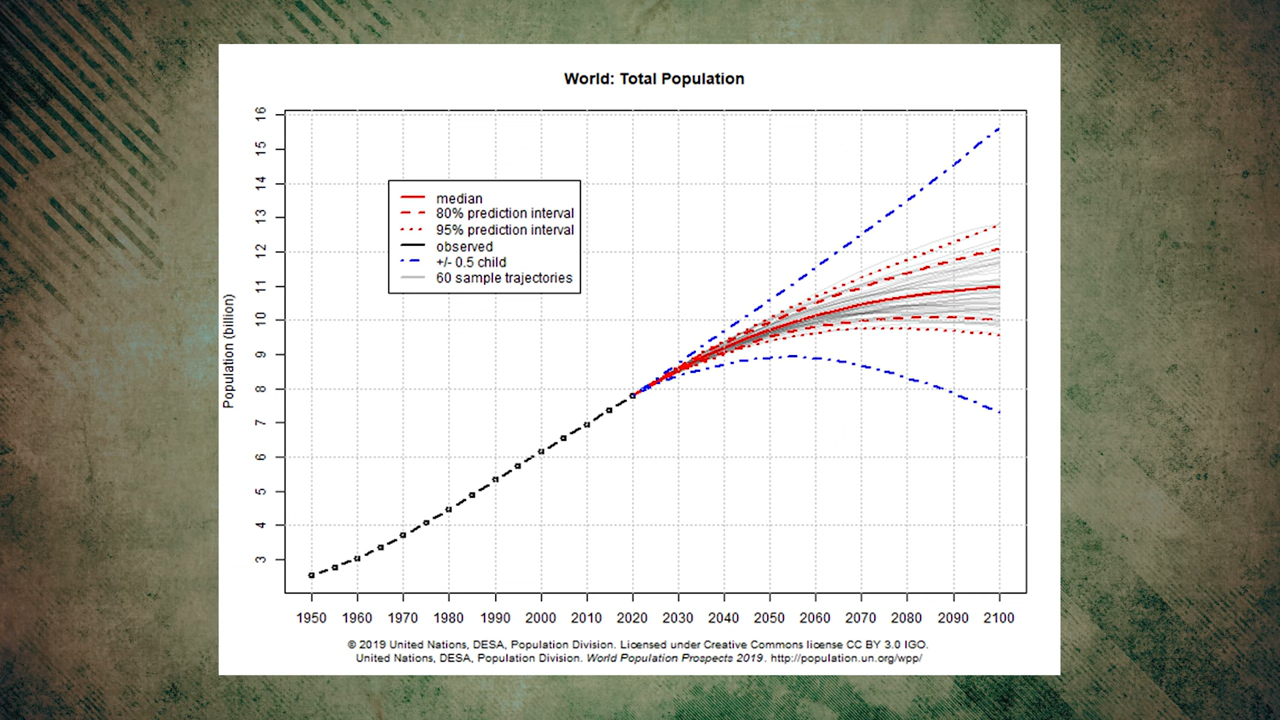 World: Total Population
Population (billion)
16
15
14
13
12
11
10
9
8
7
6
5
4
3
median
80% prediction interval
95% prediction interval
observed
+/- 0.5 child
60 sample trajectories
1950 1960 1970 1980 1990 2000 2010 2020 2030 2040 2050 2060 2070 2080 2090 2100
© 2019 United Nations, DESA, Population Division. Licensed under Creative Commons license CC BY 3.0 IGO.
United Nations, DESA, Population Division. World Population Prospects 2019. http://population.un.org/wpp/